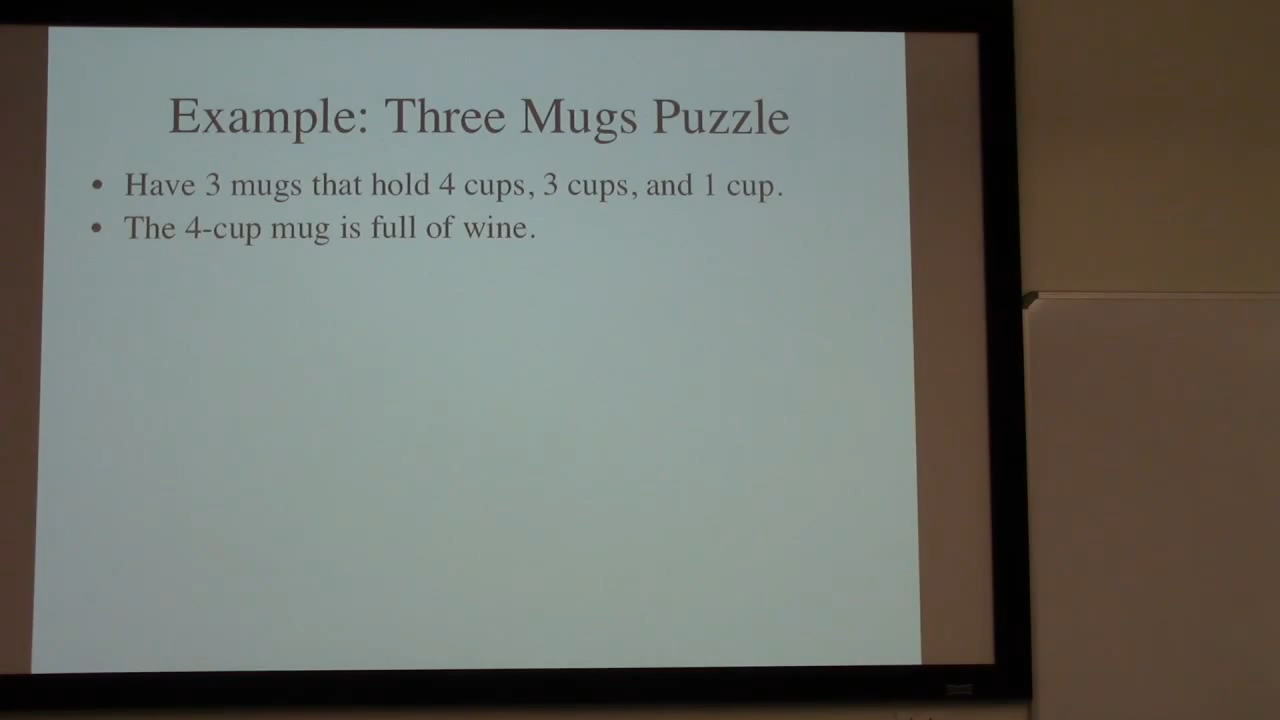 Example: Three Mugs Puzzle
• Have 3 mugs that hold 4 cups, 3 cups, and 1 cup.
• The 4-cup mug is full of wine.